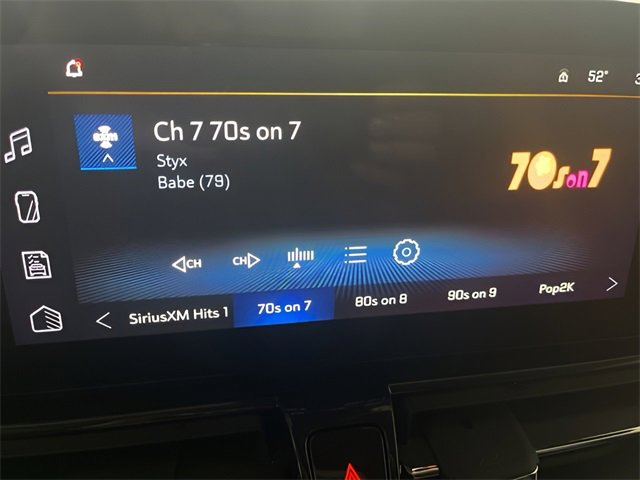 52°
Ch 7 70s on 7
SXM
Styx
Babe (79)
70s on 7
CH CH
SiriusXM Hits 1 70s on 7 80s on 8 90s on 9 Pop2K